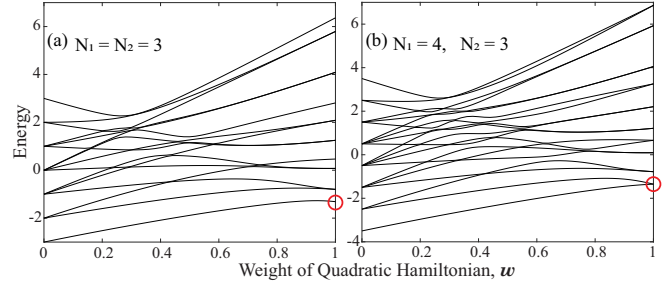 (a) N₁ = N₂ = 3
(b) N₁ = 4, N₂ = 3
Energy
6
4
2
0
-2
0 0.2 0.4 0.6 0.8 1
6
4
2
0
-2
-4
0 0.2 0.4 0.6 0.8 1
Weight of Quadratic Hamiltonian, w